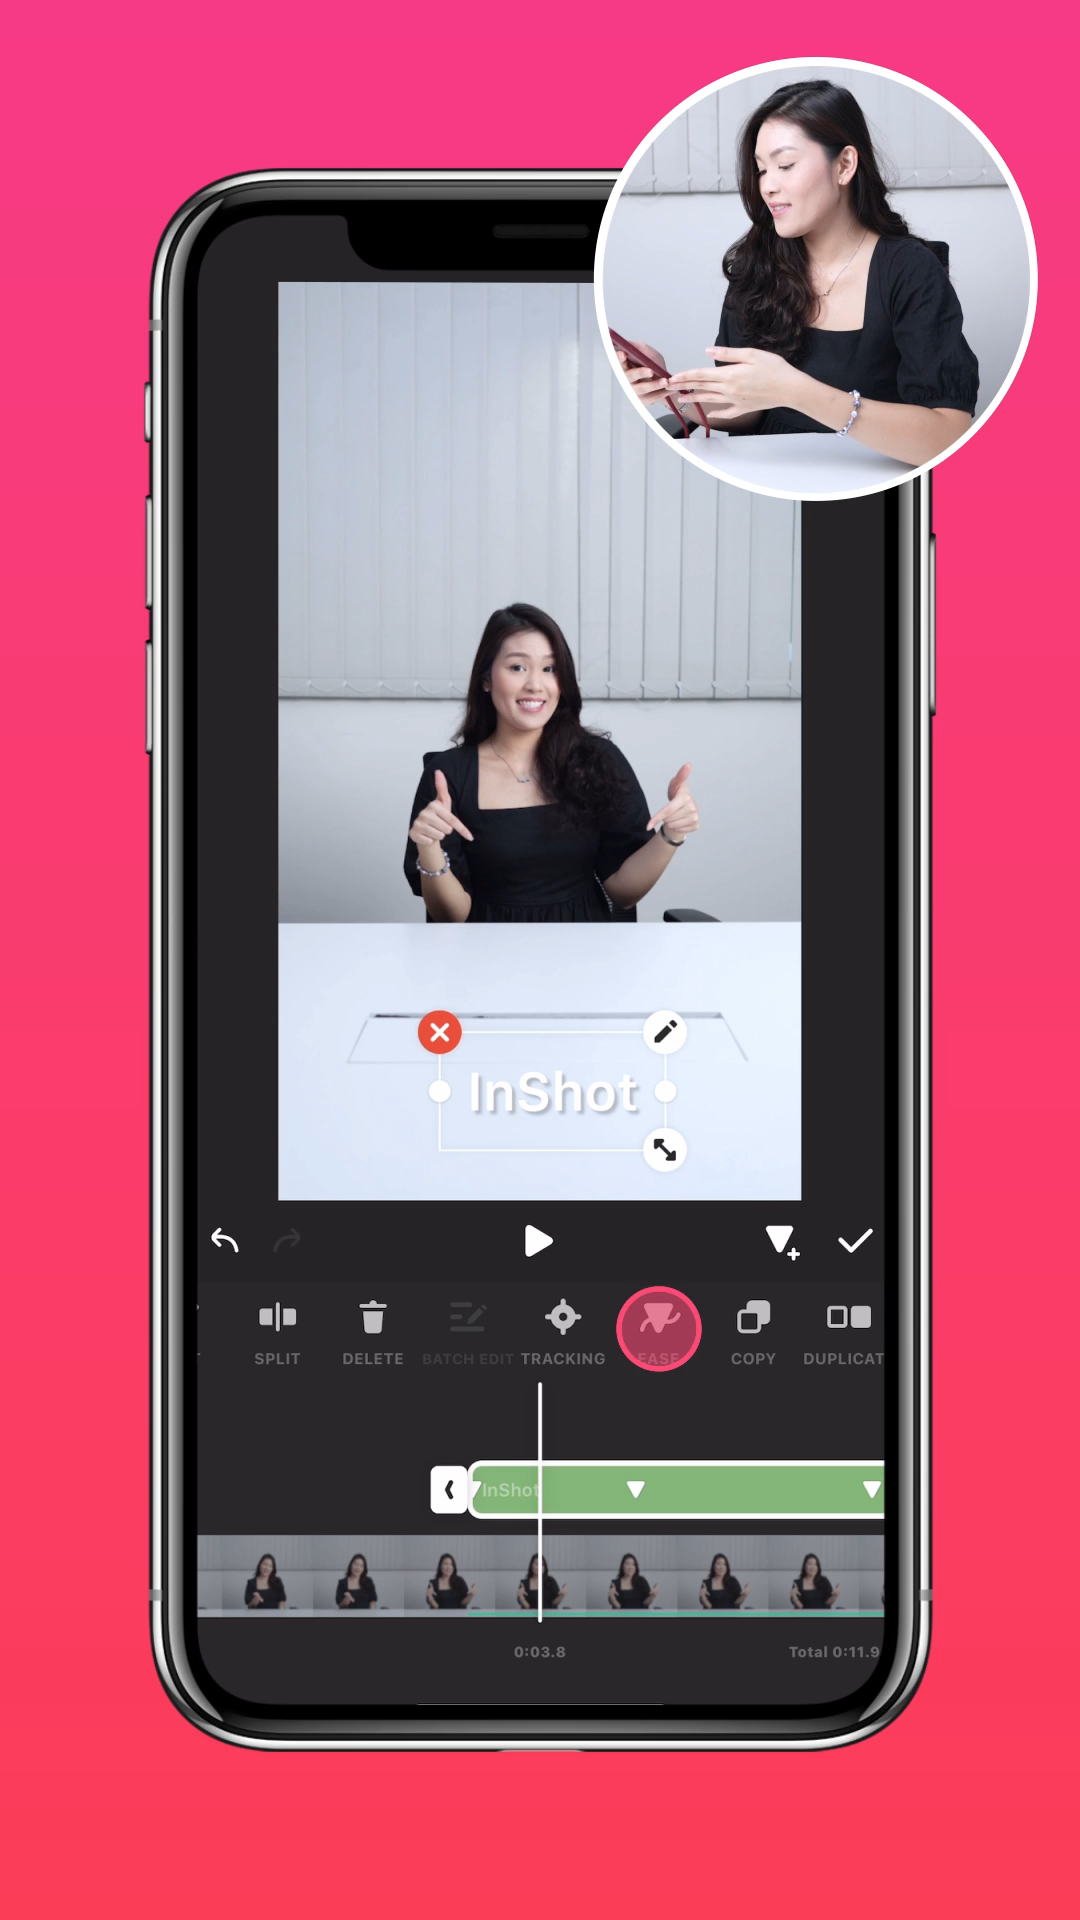 InShot
T SPLIT DELETE BATCH EDIT TRACKING EASE COPY DUPLICAT
InShot
0:03.8 Total 0:11.9